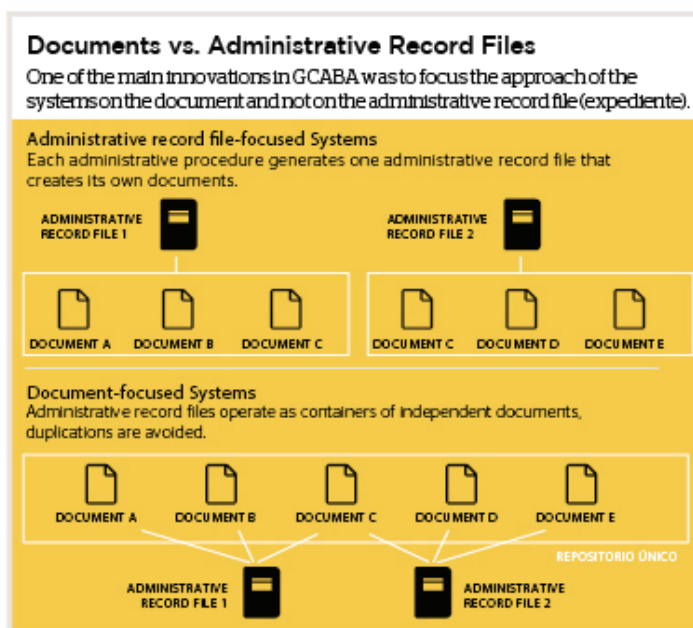 Documents vs. Administrative Record Files
One of the main innovations in GCABA was to focus the approach of the
systems on the document and not on the administrative record file (expediente).
Administrative record file-focused Systems
Each administrative procedure generates one administrative record file that
creates its own documents.
ADMINISTRATIVE
RECORD FILE 1
ADMINISTRATIVE
RECORD FILE 2
DOCUMENT A DOCUMENT B DOCUMENT C DOCUMENT C DOCUMENT D DOCUMENT E
Document-focused Systems
Administrative record files operate as containers of independent documents,
duplications are avoided.
DOCUMENT A DOCUMENT B DOCUMENT C DOCUMENT D DOCUMENT E
REPOSITORIO ÚNICO
ADMINISTRATIVE
RECORD FILE 1
ADMINISTRATIVE
RECORD FILE 2